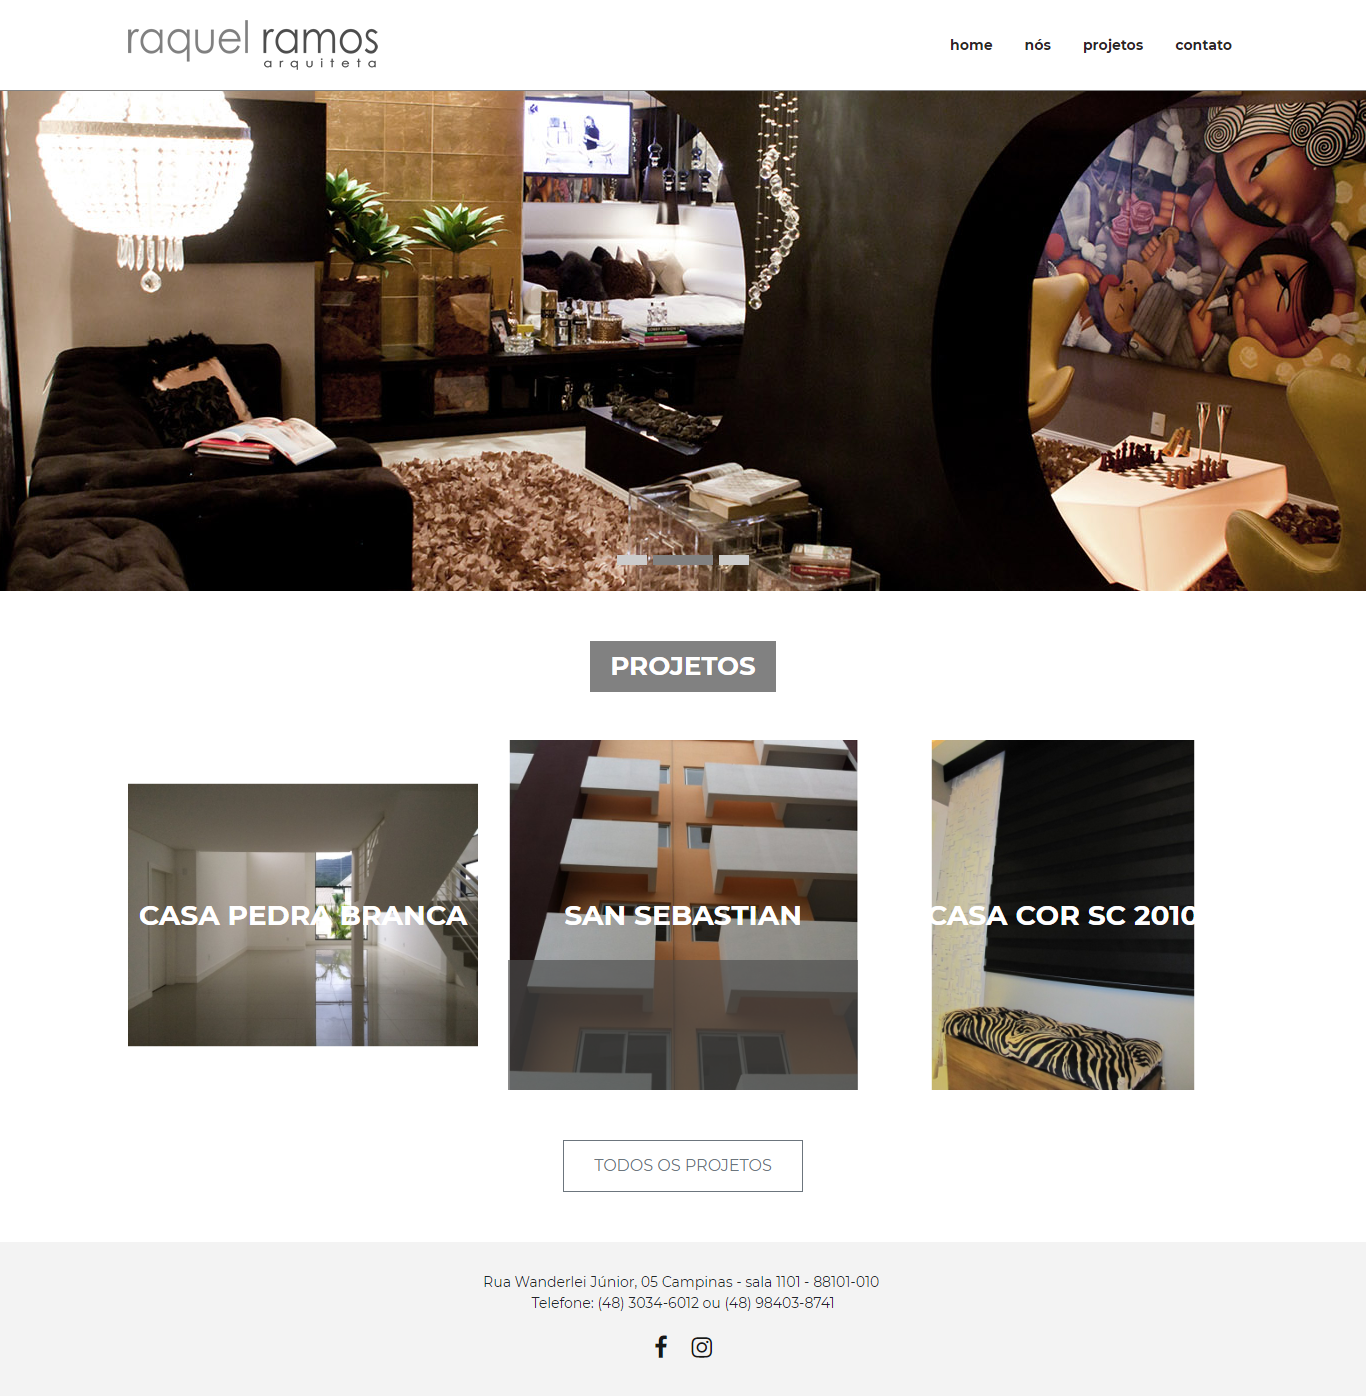 raquel ramos
arquiteta
home nós projetos contato
PROJETOS
CASA PEDRA BRANCA
SAN SEBASTIAN
CASA COR SC 2010
TODOS OS PROJETOS
Rua Wanderlei Júnior, 05 Campinas - sala 1101 - 88101-010
Telefone: (48) 3034-6012 ou (48) 98403-8741